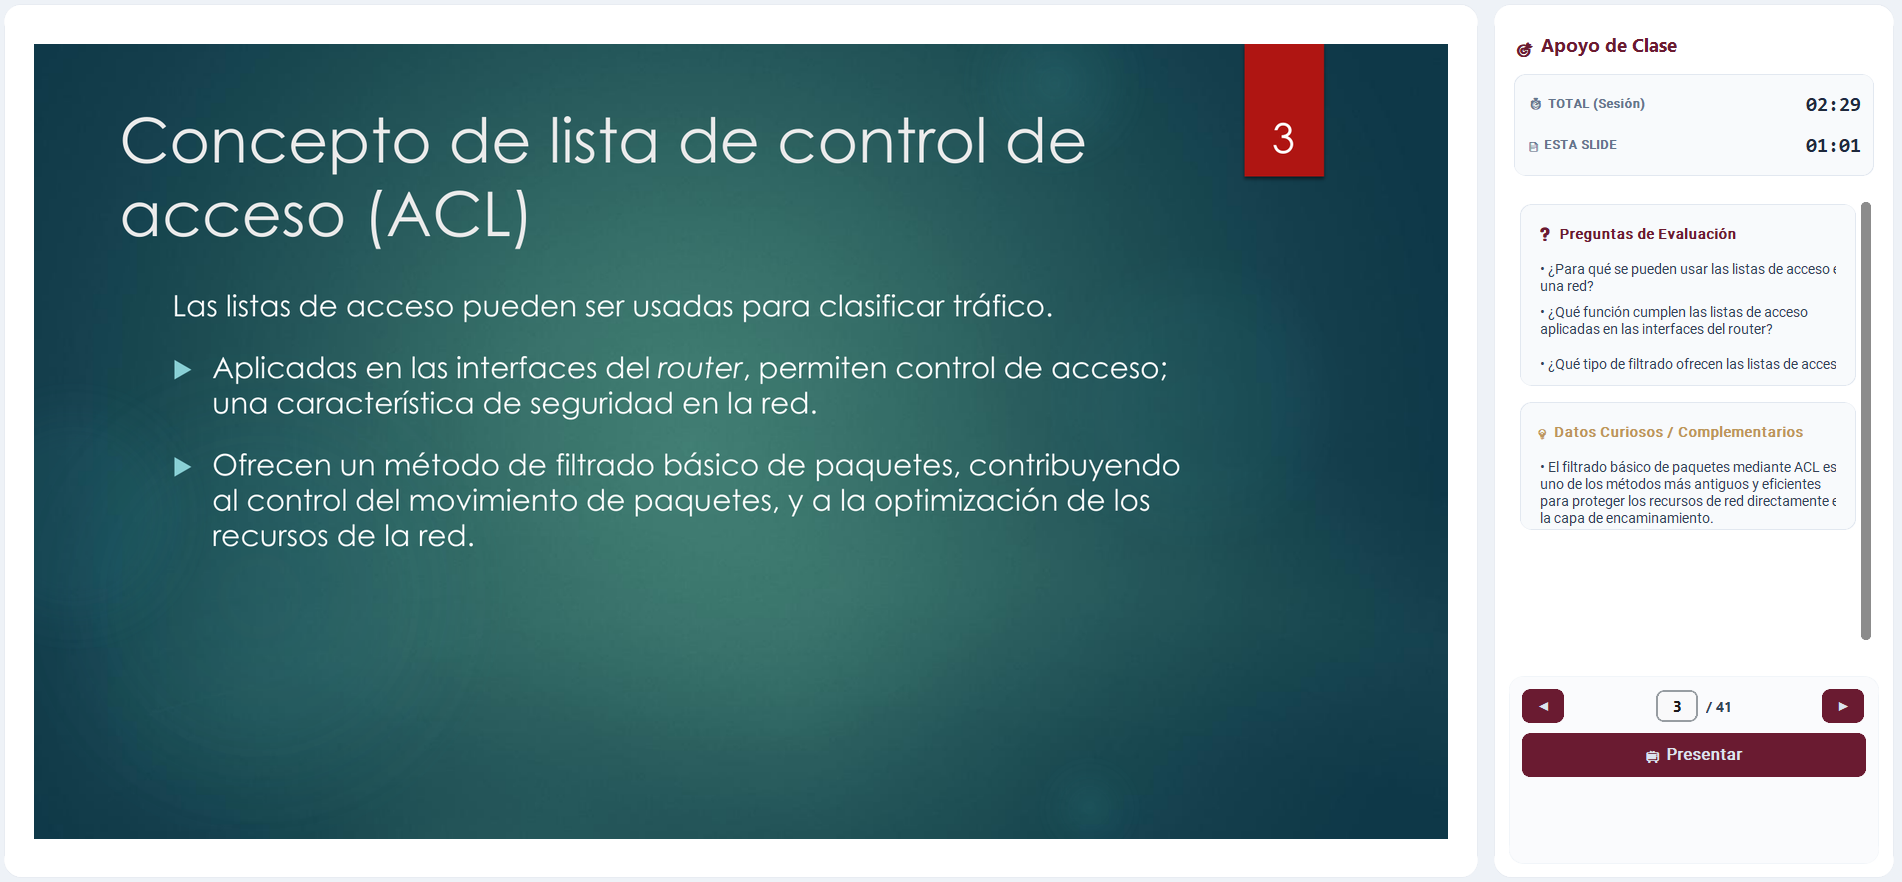 Concepto de lista de control de
acceso (ACL)
3
Las listas de acceso pueden ser usadas para clasificar tráfico.
Aplicadas en las interfaces del router, permiten control de acceso;
una característica de seguridad en la red.
Ofrecen un método de filtrado básico de paquetes, contribuyendo
al control del movimiento de paquetes, y a la optimización de los
recursos de la red.
Apoyo de Clase
TOTAL (Sesión) 02:29
ESTA SLIDE 01:01
? Preguntas de Evaluación
• ¿Para qué se pueden usar las listas de acceso
una red?
• ¿Qué función cumplen las listas de acceso
aplicadas en las interfaces del router?
• ¿Qué tipo de filtrado ofrecen las listas de acces
Datos Curiosos / Complementarios
• El filtrado básico de paquetes mediante ACL es
uno de los métodos más antiguos y eficientes
para proteger los recursos de red directamente
la capa de encaminamiento.
3 / 41
Presentar